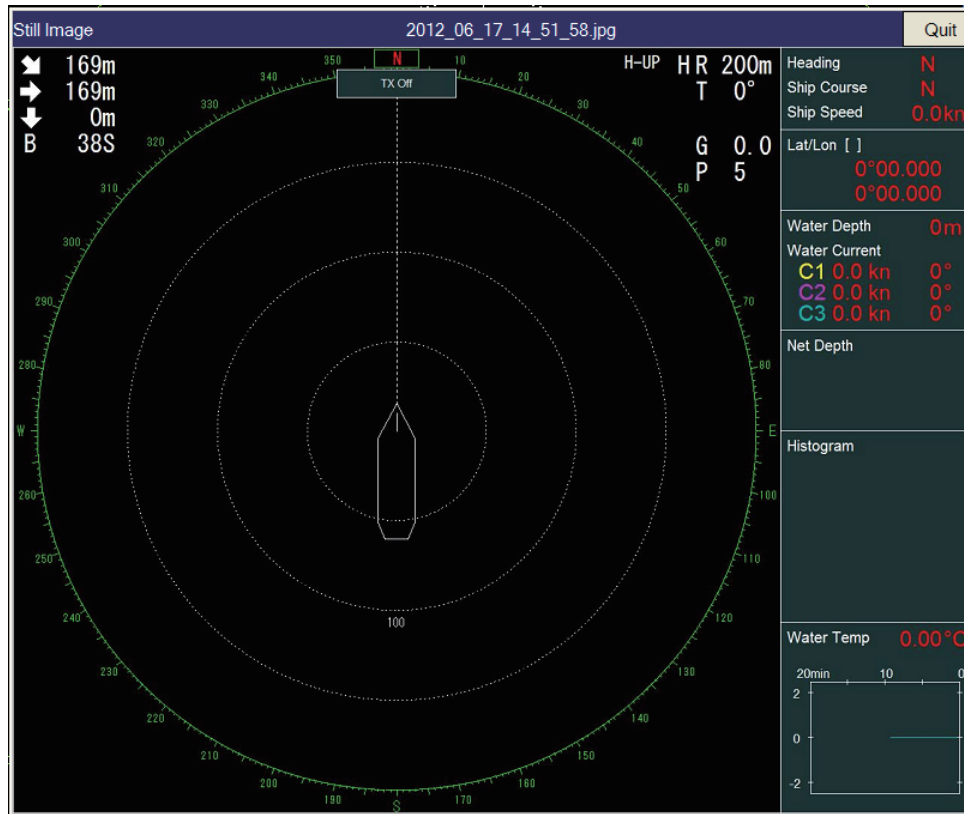 Still Image 2012_06_17_14_51_58.jpg Quit
169m
169m
0m
B 38S
H-UP HR 200m
T 0°
G 0.0
P 5
N
TX Off
10
20
30
40
50
60
70
80
E
100
110
120
130
140
150
160
170
S
190
200
210
220
230
240
250
260
W
280
290
300
310
320
330
340
350
100
Heading N
Ship Course N
Ship Speed 0.0kn
Lat/Lon [ ]
0°00.000
0°00.000
Water Depth 0m
Water Current
C1 0.0 kn 0°
C2 0.0 kn 0°
C3 0.0 kn 0°
Net Depth
Histogram
Water Temp 0.00°C
20min 10 0
2
0
-2